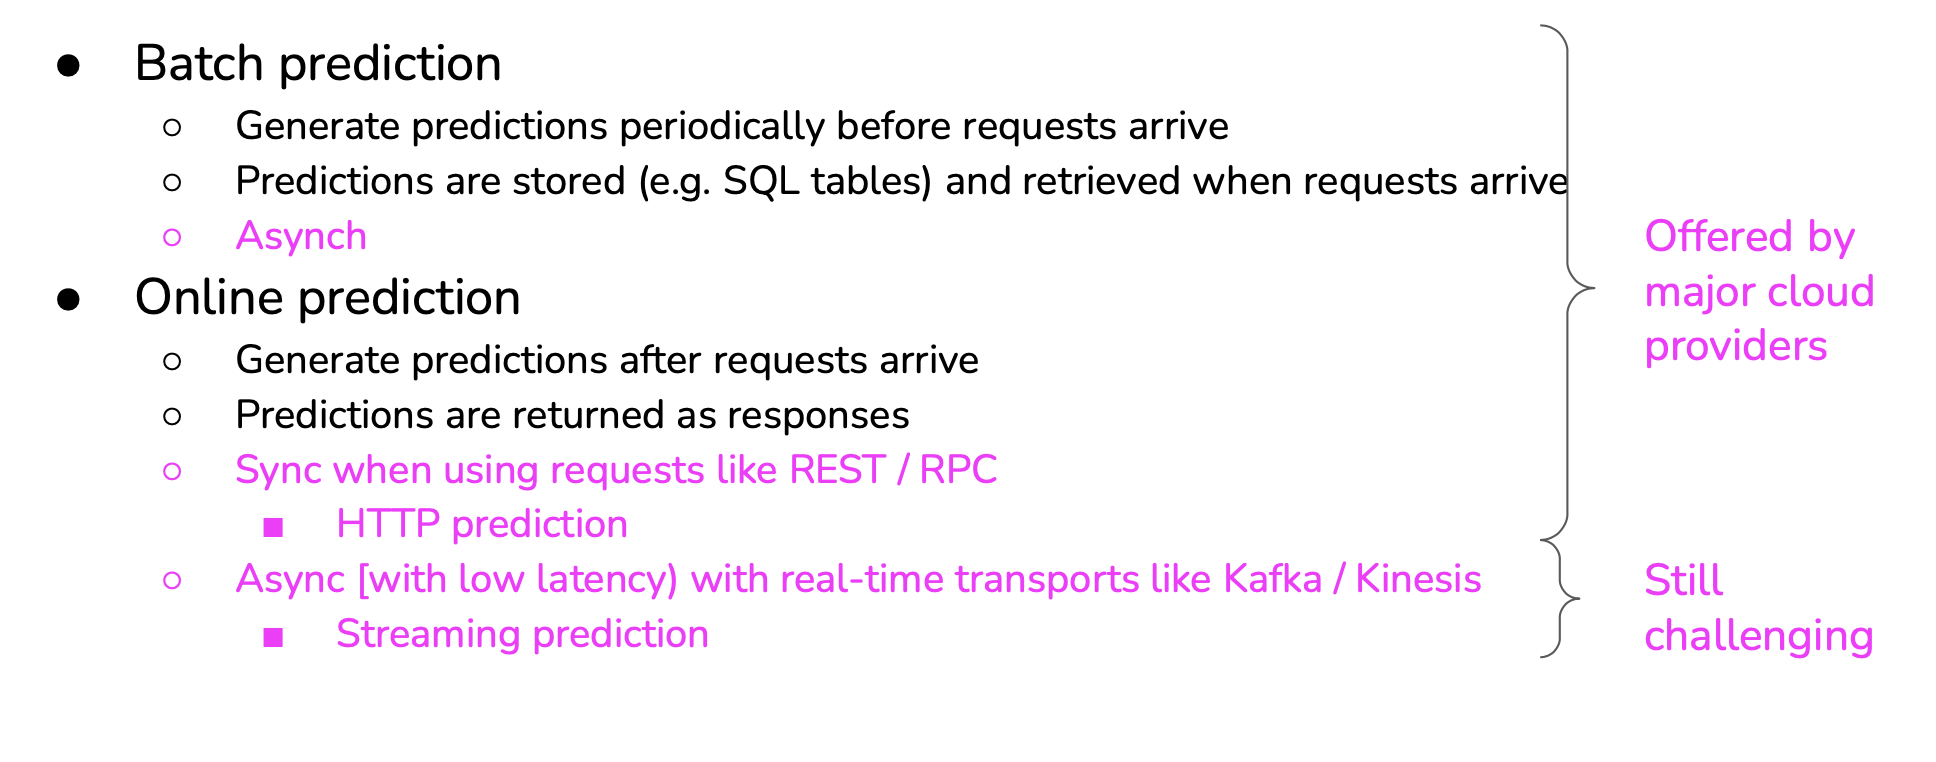 ● Batch prediction
○ Generate predictions periodically before requests arrive
○ Predictions are stored (e.g. SQL tables) and retrieved when requests arrive
○ Asynch
● Online prediction
○ Generate predictions after requests arrive
○ Predictions are returned as responses
○ Sync when using requests like REST / RPC
■ HTTP prediction
○ Async [with low latency) with real-time transports like Kafka / Kinesis
■ Streaming prediction
Offered by
major cloud
providers
Still
challenging